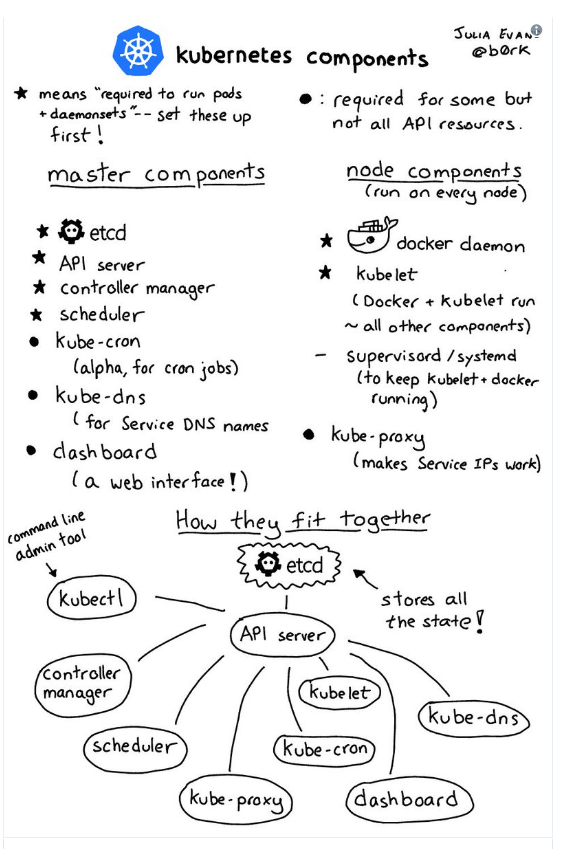 kubernetes components
JULIA EVANS
@b0rk
★ means "required to run pods
+ daemonsets" -- set these up
first!
● : required for some but
not all API resources.
master components
★ etcd
★ API server
★ controller manager
★ scheduler
● kube-cron
(alpha, for cron jobs)
● kube-dns
( for Service DNS names
● dashboard
( a web interface!)
node components
(run on every node)
★ docker daemon
★ kubelet
( Docker + kubelet run
~ all other components)
- supervisord / systemd
(to keep kubelet + docker
running)
● kube-proxy
(makes Service IPs work)
How they fit together
command line
admin tool
etcd
stores all
the state!
kubectl
API server
controller
manager
kubelet
kube-dns
scheduler
kube-cron
kube-proxy
dashboard